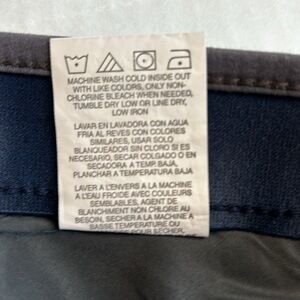 MACHINE WASH COLD INSIDE OUT
WITH LIKE COLORS, ONLY NON-
CHLORINE BLEACH WHEN NEEDED,
TUMBLE DRY LOW OR LINE DRY,
LOW IRON
LAVAR EN LAVADORA CON AGUA
FRIA AL REVES CON COLORES
SIMILARES, USAR SOLO
BLANQUEADOR SIN CLORO SI ES
NECESARIO, SECAR COLGADO O EN
SECADORA A TEMP. BAJA,
PLANCHAR A TEMPERATURA BAJA
LAVER A L'ENVERS A LA MACHINE
A L'EAU FROIDE AVEC COULEURS
SEMBLABLES, AGENT DE
BLANCHIMENT NON CHLORE AU
BESOIN, SECHER A LA MACHINE A
BASSE TEMPERATURE OU
POUR SECHER,